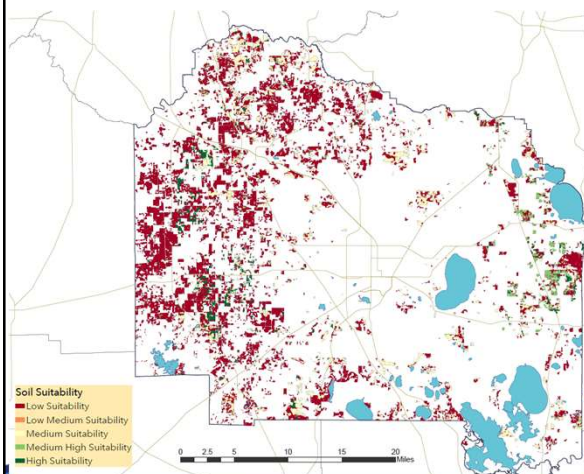 Soil Suitability
Low Suitability
Low Medium Suitability
Medium Suitability
Medium High Suitability
High Suitability
0 2.5 5 10 15 20
Miles